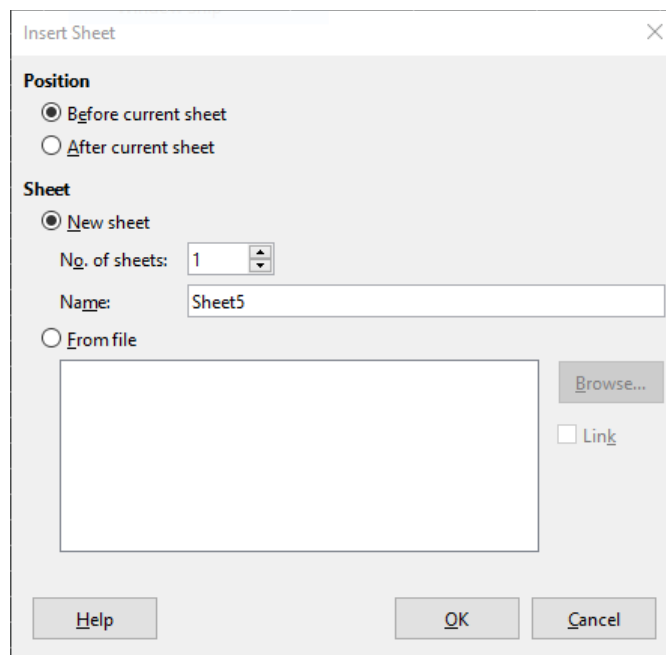 Insert Sheet
Position
Before current sheet
After current sheet
Sheet
New sheet
No. of sheets: 1
Name: Sheet5
From file
Browse...
Link
Help OK Cancel